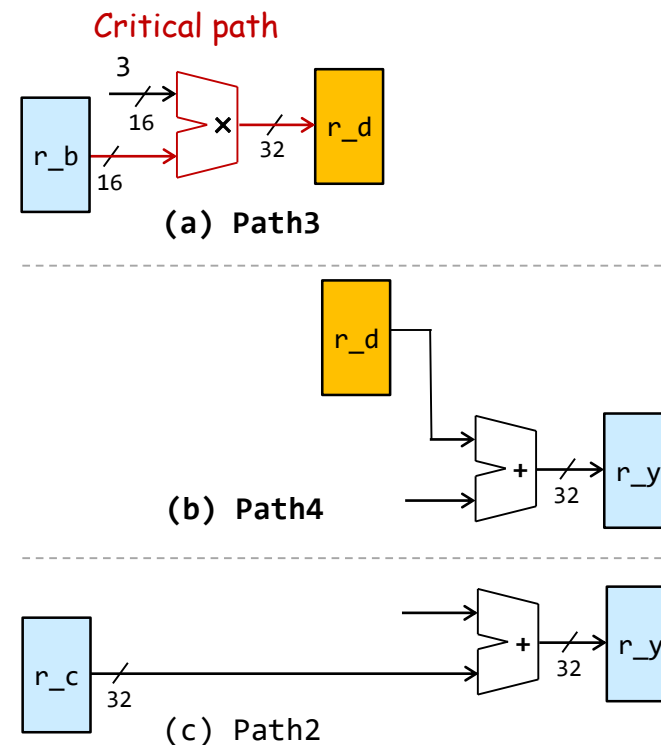 Critical path
3
16
×
32
r_d
r_b
16
(a) Path3
r_d
+
32
r_y
(b) Path4
+
32
r_y
r_c
32
(c) Path2